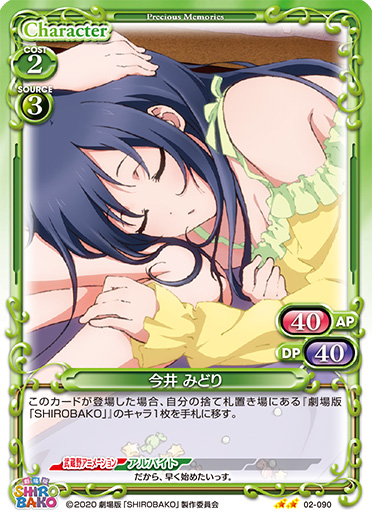 Precious Memories
Character
COST
2
SOURCE
3
40 AP
DP 40
今井 みどり
このカードが登場した場合、自分の捨て札置き場にある『劇場版
「SHIROBAKO」』のキャラ1枚を手札に移す。
武蔵野アニメーション アルバイト
だから、早く始めたいっす。
劇場版
SHIRO
BAKO
©2020 劇場版「SHIROBAKO」製作委員会
02-090